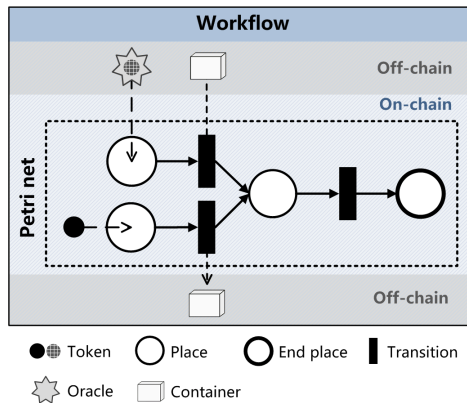 Workflow
Off-chain
On-chain
Petri net
Off-chain
Token
Place
End place
Transition
Oracle
Container